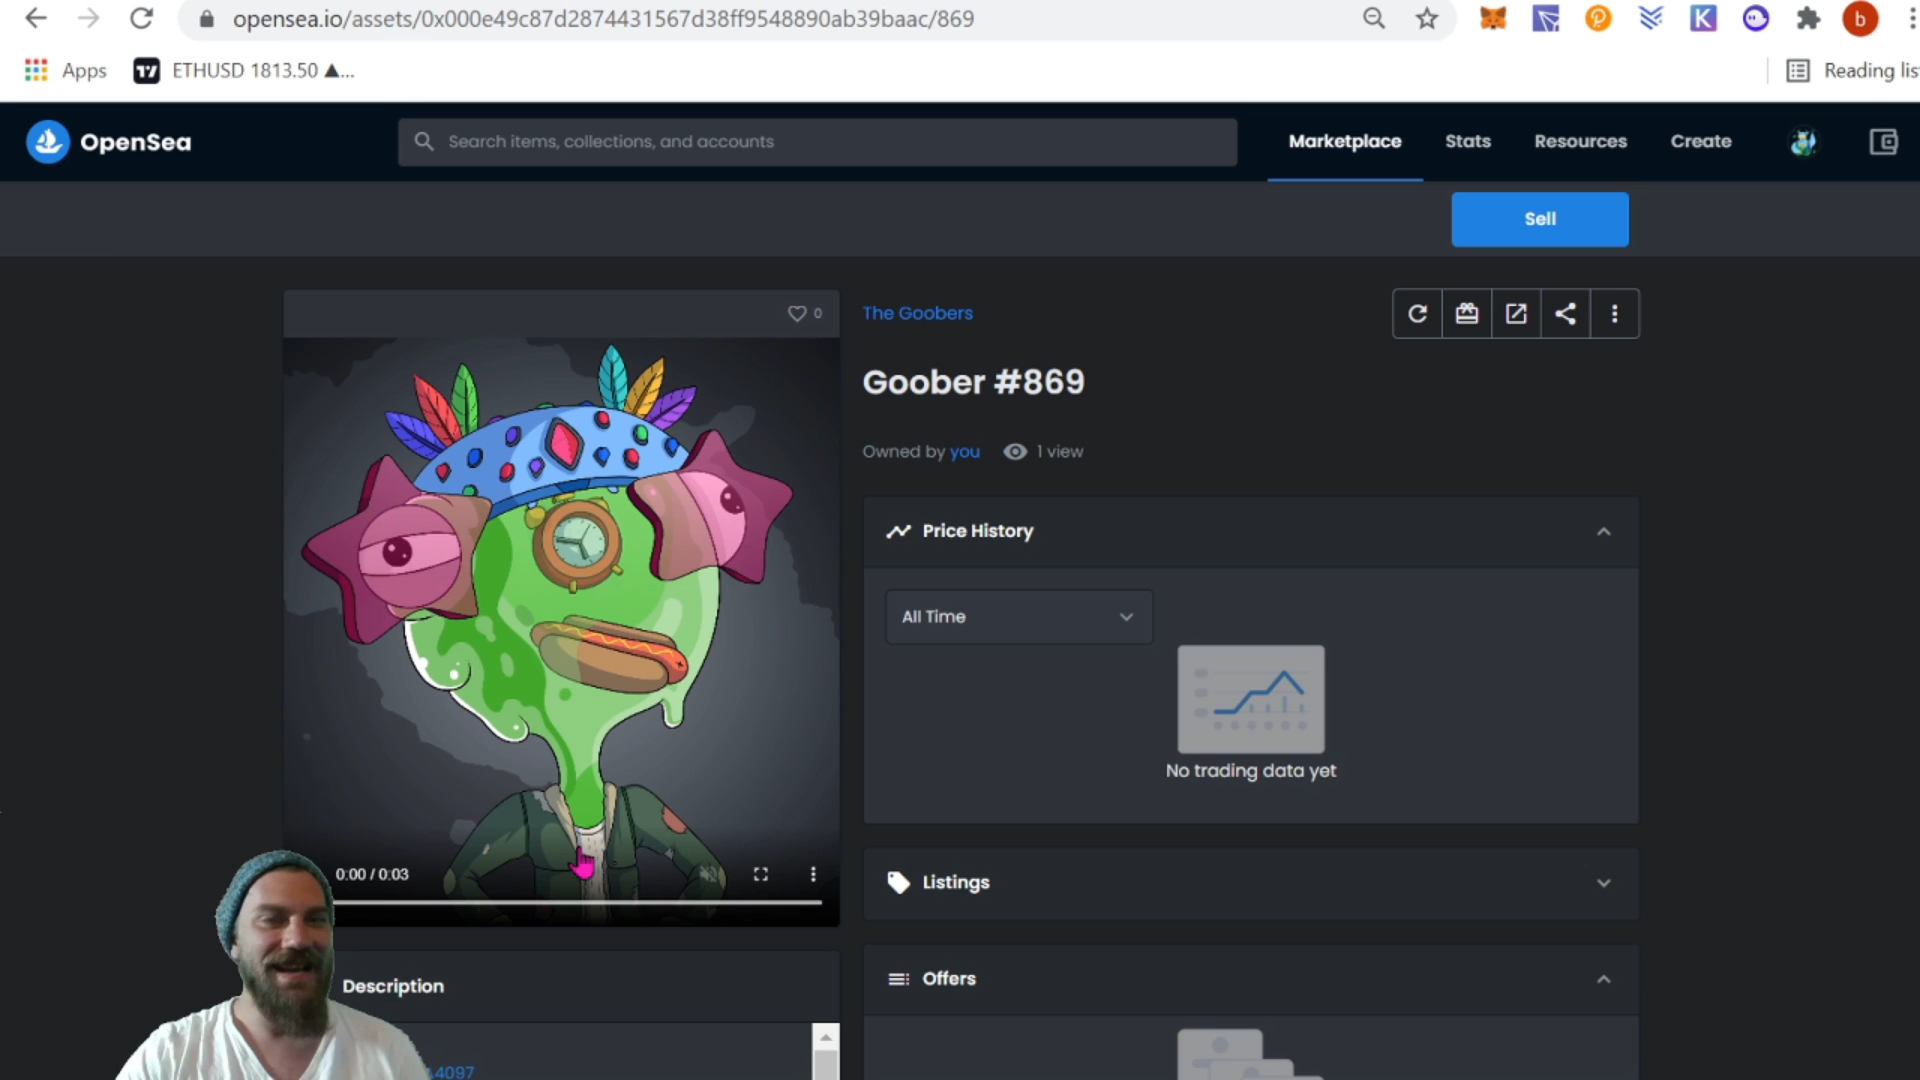 opensea.io/assets/0x000e49c87d2874431567d38ff9548890ab39baac/869
K
b
Apps
TV
ETHUSD 1813.50 ▲...
Reading lis
OpenSea
Search items, collections, and accounts
Marketplace
Stats
Resources
Create
Sell
0
The Goobers
Goober #869
Owned by you
1 view
Price History
All Time
No trading data yet
0:00 / 0:03
Listings
Description
Offers
4097